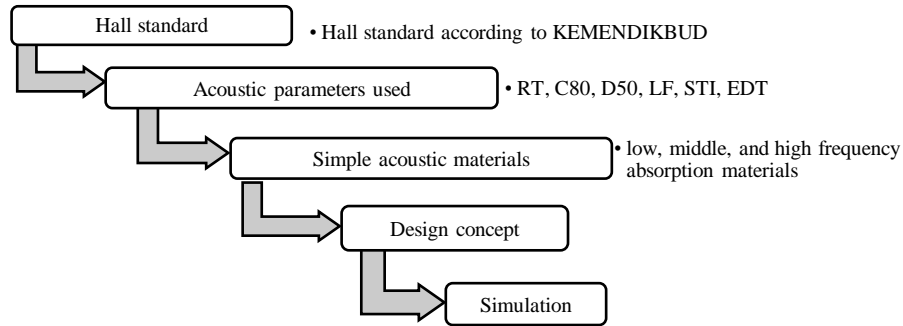 Hall standard
• Hall standard according to KEMENDIKBUD
Acoustic parameters used
• RT, C80, D50, LF, STI, EDT
Simple acoustic materials
• low, middle, and high frequency
absorption materials
Design concept
Simulation